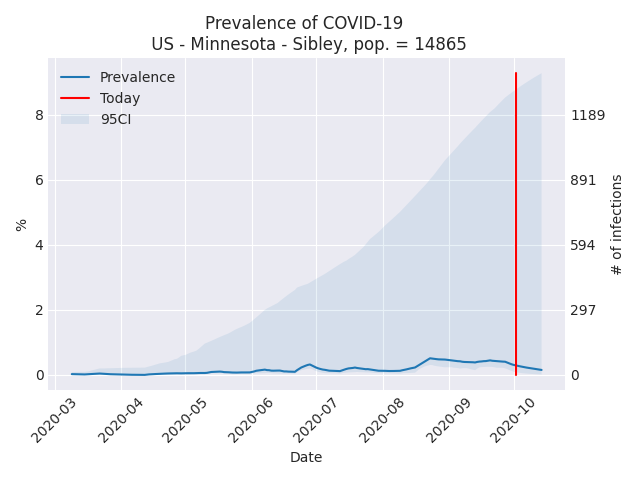 Prevalence of COVID-19
US - Minnesota - Sibley, pop. = 14865
Prevalence
Today
95CI
%
8
6
4
2
0
1189
891
594
297
0
# of infections
2020-03
2020-04
2020-05
2020-06
2020-07
2020-08
2020-09
2020-10
Date